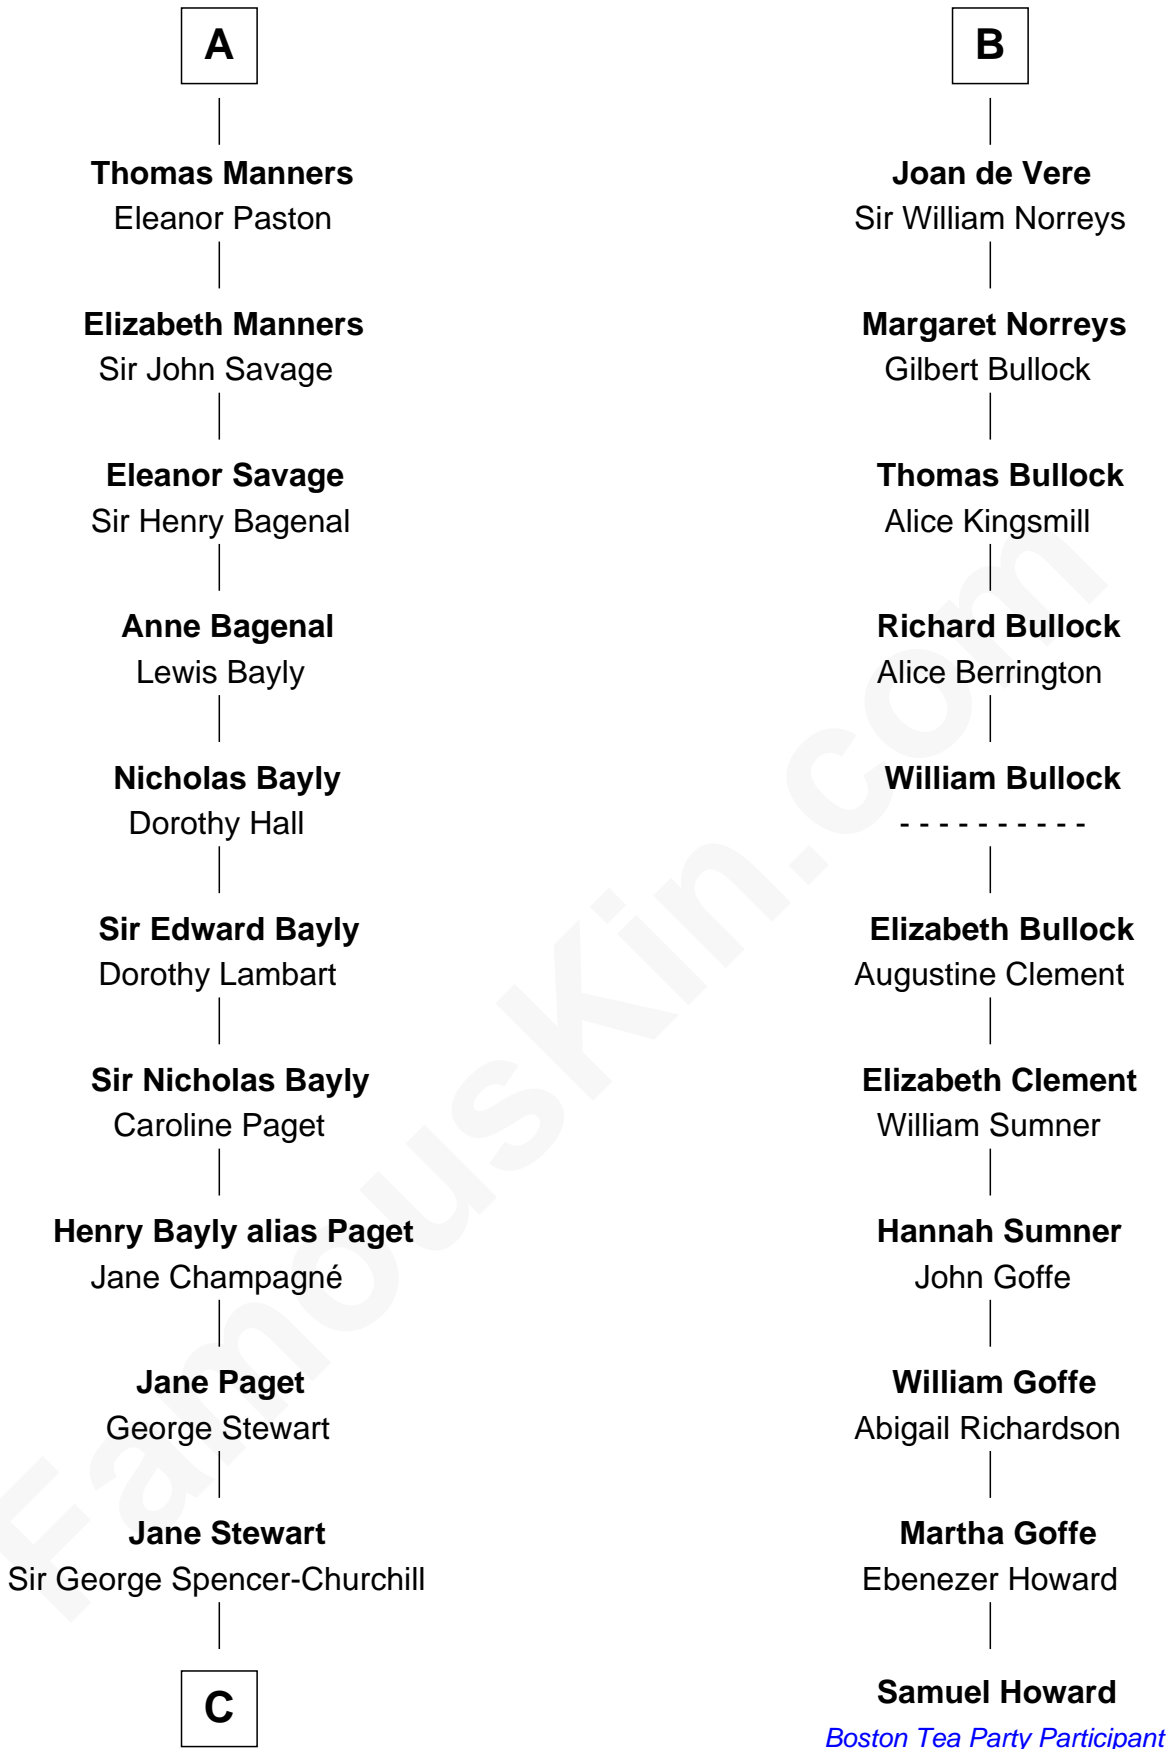 A
Thomas Manners
Eleanor Paston
Elizabeth Manners
Sir John Savage
Eleanor Savage
Sir Henry Bagenal
Anne Bagenal
Lewis Bayly
Nicholas Bayly
Dorothy Hall
Sir Edward Bayly
Dorothy Lambart
Sir Nicholas Bayly
Caroline Paget
Henry Bayly alias Paget
Jane Champagné
Jane Paget
George Stewart
Jane Stewart
Sir George Spencer-Churchill
C
B
Joan de Vere
Sir William Norreys
Margaret Norreys
Gilbert Bullock
Thomas Bullock
Alice Kingsmill
Richard Bullock
Alice Berrington
William Bullock
- - - - - - - - - -
Elizabeth Bullock
Augustine Clement
Elizabeth Clement
William Sumner
Hannah Sumner
John Goffe
William Goffe
Abigail Richardson
Martha Goffe
Ebenezer Howard
Samuel Howard
Boston Tea Party Participant
FamousKin.com